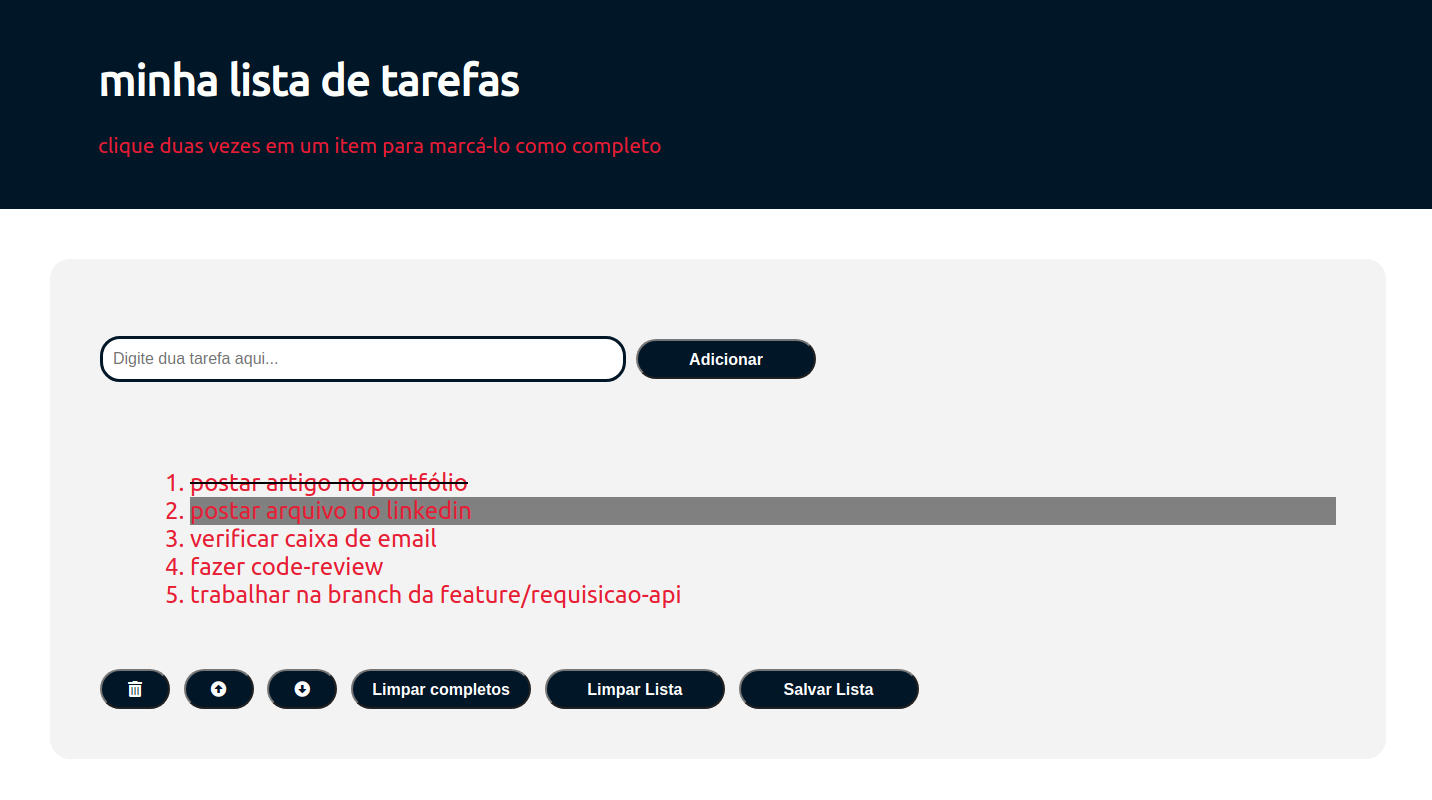 minha lista de tarefas
clique duas vezes em um item para marcá-lo como completo
Digite dua tarefa aqui...
Adicionar
1. postar artigo no portfólio
2. postar arquivo no linkedin
3. verificar caixa de email
4. fazer code-review
5. trabalhar na branch da feature/requisicao-api
Limpar completos
Limpar Lista
Salvar Lista